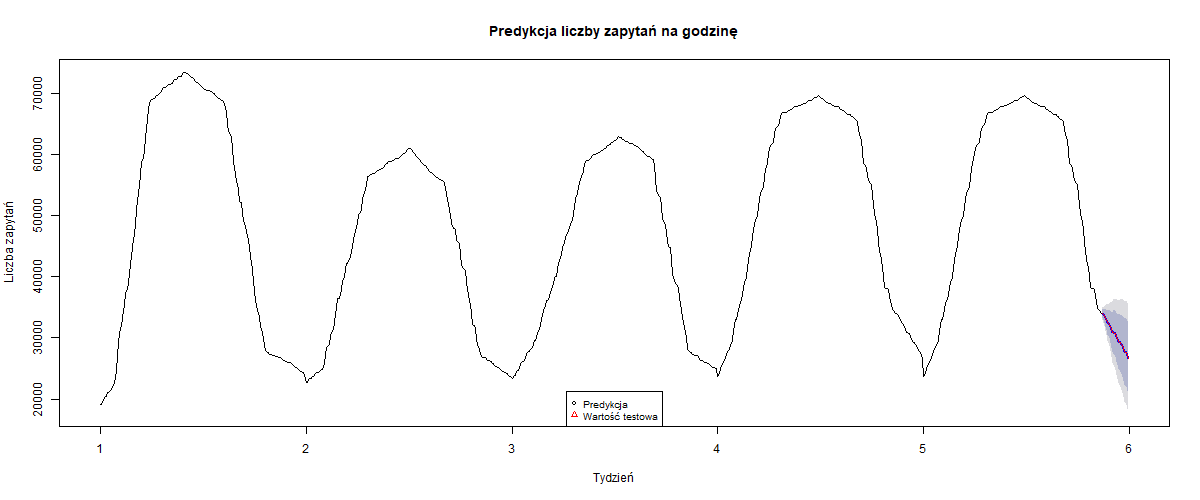 Predykcja liczby zapytań na godzinę
Liczba zapytań
70000
60000
50000
40000
30000
20000
Predykcja
Wartość testowa
1 2 3 4 5 6
Tydzień